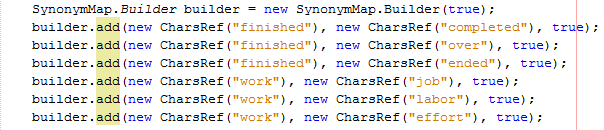 SynonymMap.Builder builder = new SynonymMap.Builder(true);
builder.add(new CharsRef("finished"), new CharsRef("completed"), true);
builder.add(new CharsRef("finished"), new CharsRef("over"), true);
builder.add(new CharsRef("finished"), new CharsRef("ended"), true);
builder.add(new CharsRef("work"), new CharsRef("job"), true);
builder.add(new CharsRef("work"), new CharsRef("labor"), true);
builder.add(new CharsRef("work"), new CharsRef("effort"), true);